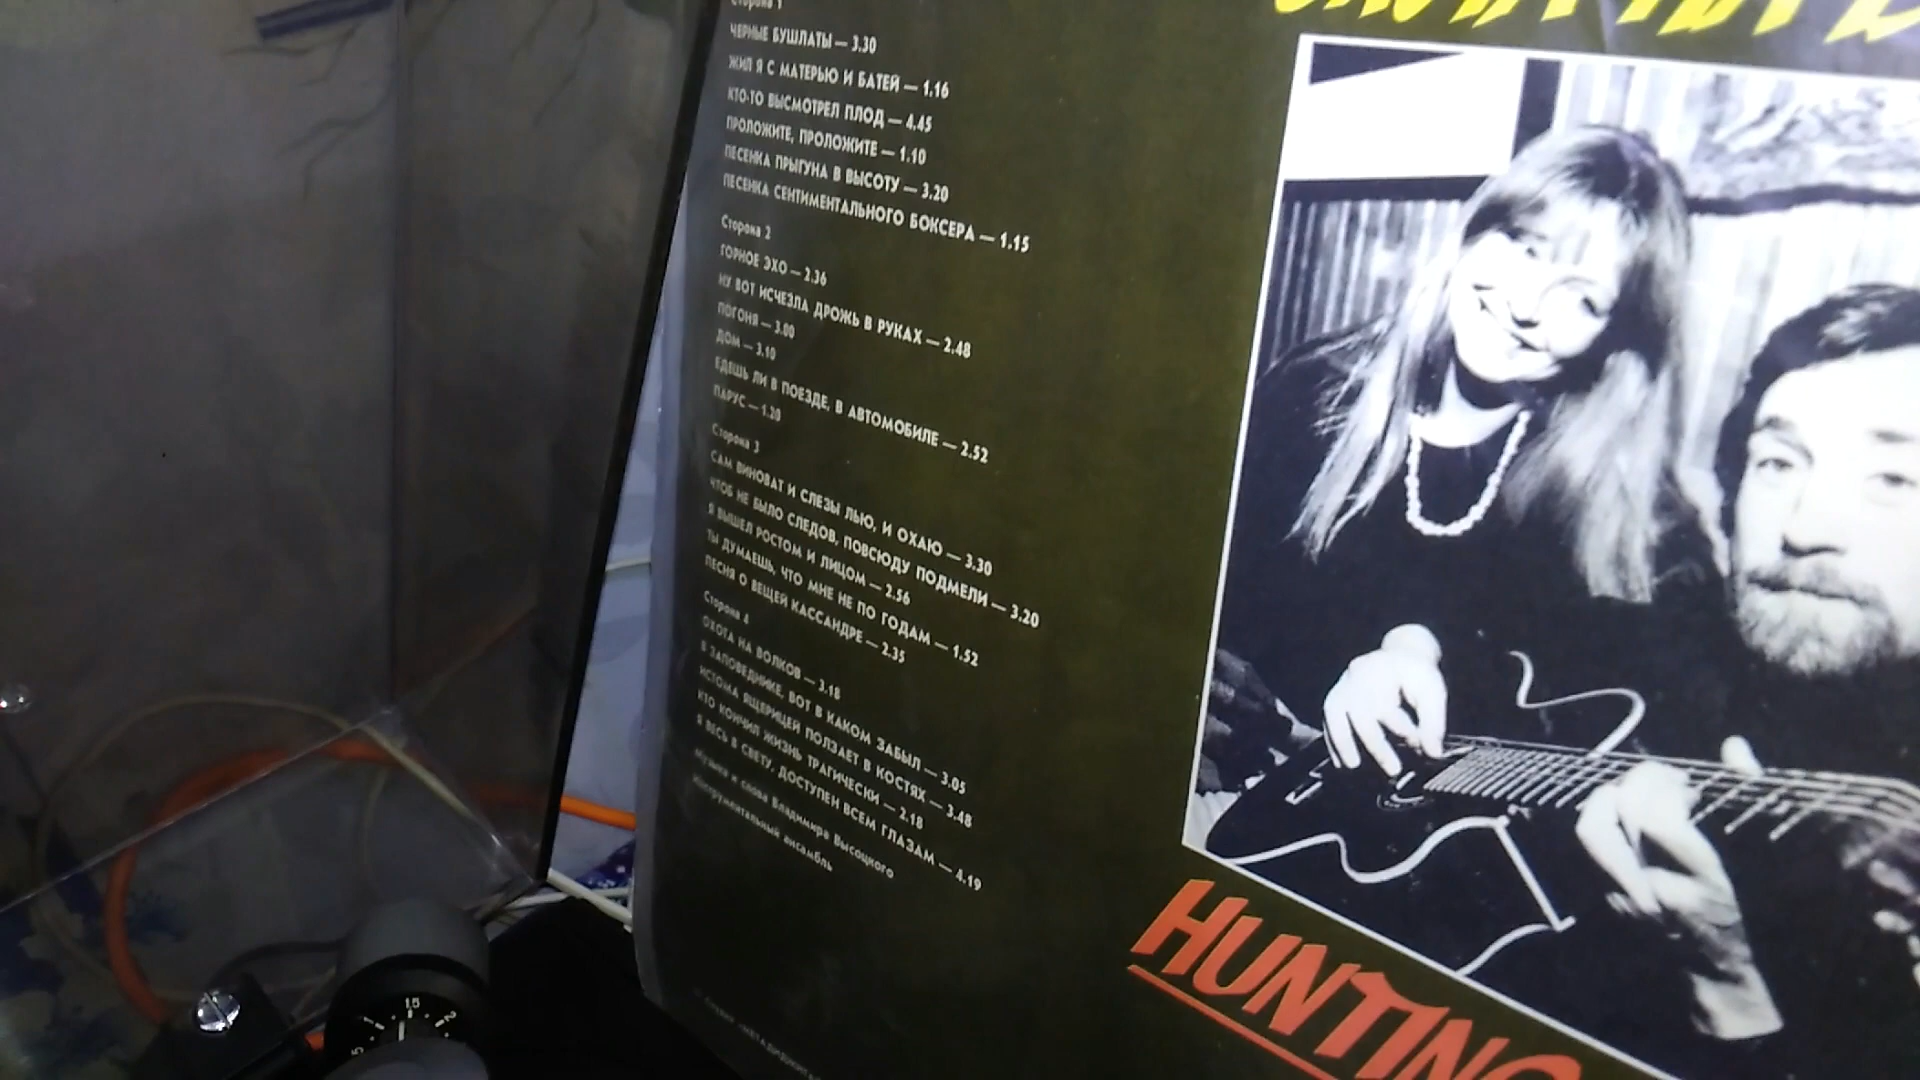 Сторона 1
ЧЕРНЫЕ БУШЛАТЫ — 3.30
ЖИЛ Я С МАТЕРЬЮ И БАТЕЙ — 1.16
КТО-ТО ВЫСМОТРЕЛ ПЛОД — 4.45
ПРОЛОЖИТЕ, ПРОЛОЖИТЕ — 1.10
ПЕСЕНКА ПРЫГУНА В ВЫСОТУ — 3.20
ПЕСЕНКА СЕНТИМЕНТАЛЬНОГО БОКСЕРА — 1.15
Сторона 2
ГОРНОЕ ЭХО — 2.36
НУ ВОТ ИСЧЕЗЛА ДРОЖЬ В РУКАХ — 2.48
ПОГОНЯ — 3.00
ДОМ — 3.10
ЕДЕШЬ ЛИ В ПОЕЗДЕ, В АВТОМОБИЛЕ — 2.52
ПАРУС — 1.20
Сторона 3
САМ ВИНОВАТ И СЛЕЗЫ ЛЬЮ, И ОХАЮ — 3.30
ЧТОБ НЕ БЫЛО СЛЕДОВ, ПОВСЮДУ ПОДМЕЛИ — 3.20
Я ВЫШЕЛ РОСТОМ И ЛИЦОМ — 2.56
ТЫ ДУМАЕШЬ, ЧТО МНЕ НЕ ПО ГОДАМ — 1.52
ПЕСНЯ О ВЕЩЕЙ КАССАНДРЕ — 2.35
Сторона 4
ОХОТА НА ВОЛКОВ — 3.18
В ЗАПОВЕДНИКЕ, ВОТ В КАКОМ ЗАБЫЛ — 3.05
ИСТОМА ЯЩЕРИЦЕЙ ПОЛЗАЕТ В КОСТЯХ — 3.48
КТО КОНЧИЛ ЖИЗНЬ ТРАГИЧЕСКИ — 2.18
Я ВЕСЬ В СВЕТУ, ДОСТУПЕН ВСЕМ ГЛАЗАМ — 4.19
Музыка и слова Владимира Высоцкого
Инструментальный ансамбль
HUNTING
15
2